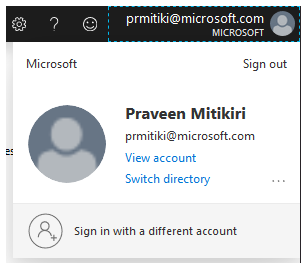 prmitiki@microsoft.com
MICROSOFT
Microsoft
Sign out
Praveen Mitikiri
prmitiki@microsoft.com
View account
Switch directory
...
Sign in with a different account